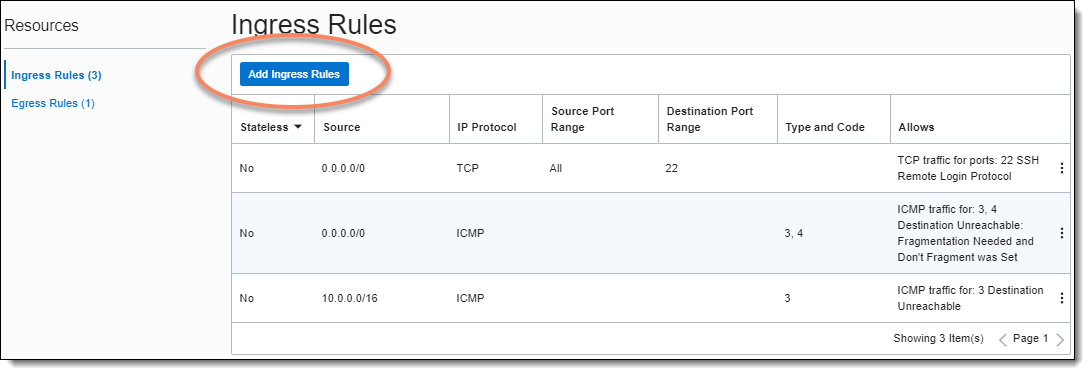 Resources
Ingress Rules (3)
Egress Rules (1)
Ingress Rules
Add Ingress Rules
Stateless
Source
IP Protocol
Source Port
Range
Destination Port
Range
Type and Code
Allows
No
0.0.0.0/0
TCP
All
22
TCP traffic for ports: 22 SSH
Remote Login Protocol
No
0.0.0.0/0
ICMP
3, 4
ICMP traffic for: 3, 4
Destination Unreachable:
Fragmentation Needed and
Don't Fragment was Set
No
10.0.0.0/16
ICMP
3
ICMP traffic for: 3 Destination
Unreachable
Showing 3 Item(s)
Page 1